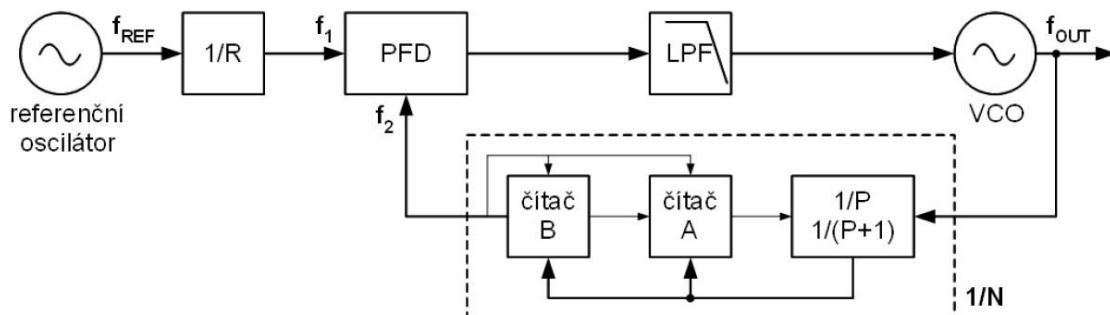 f_REF
1/R
f_1
PFD
LPF
f_OUT
referenční
oscilátor
VCO
f_2
čítač
B
čítač
A
1/P
1/(P+1)
1/N